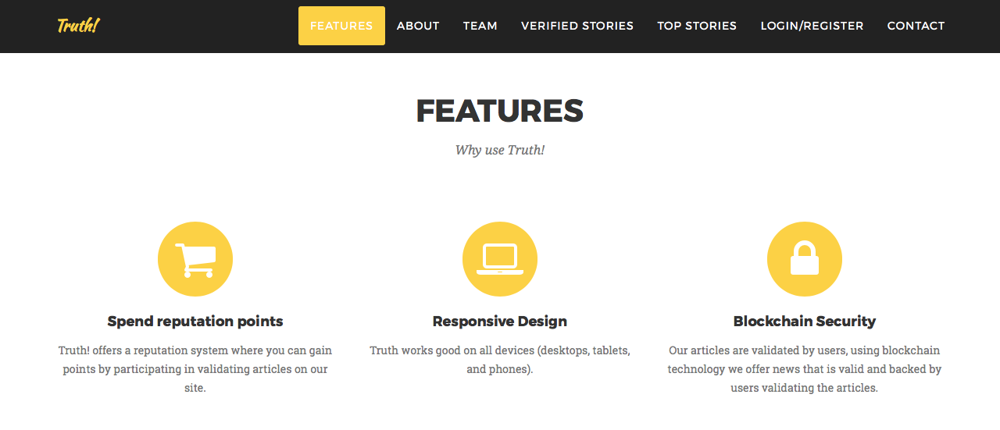 Truth!
FEATURES ABOUT TEAM VERIFIED STORIES TOP STORIES LOGIN/REGISTER CONTACT
FEATURES
Why use Truth!
Spend reputation points
Truth! offers a reputation system where you can gain
points by participating in validating articles on our
site.
Responsive Design
Truth works good on all devices (desktops, tablets,
and phones).
Blockchain Security
Our articles are validated by users, using blockchain
technology we offer news that is valid and backed by
users validating the articles.